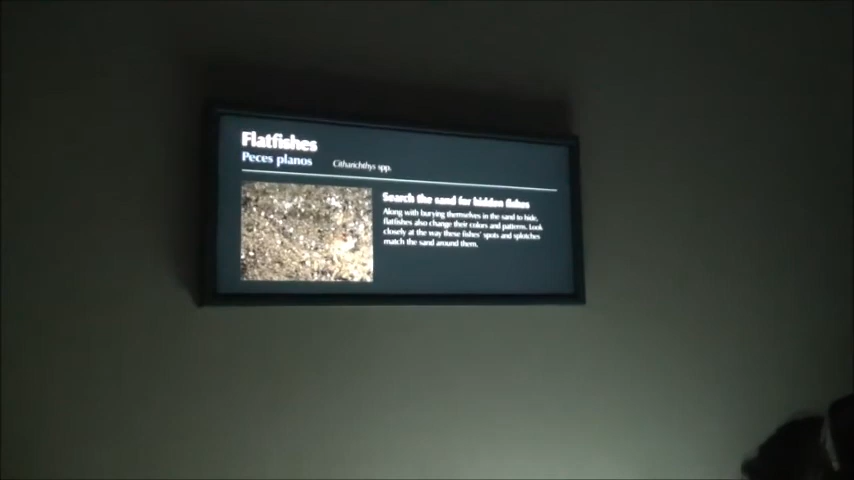 Flatfishes
Peces planos Citharichthys spp.
Search the sand for hidden fishes
Along with burying themselves in the sand to hide,
flatfishes also change their colors and patterns. Look
closely at the way these fishes' spots and splotches
match the sand around them.